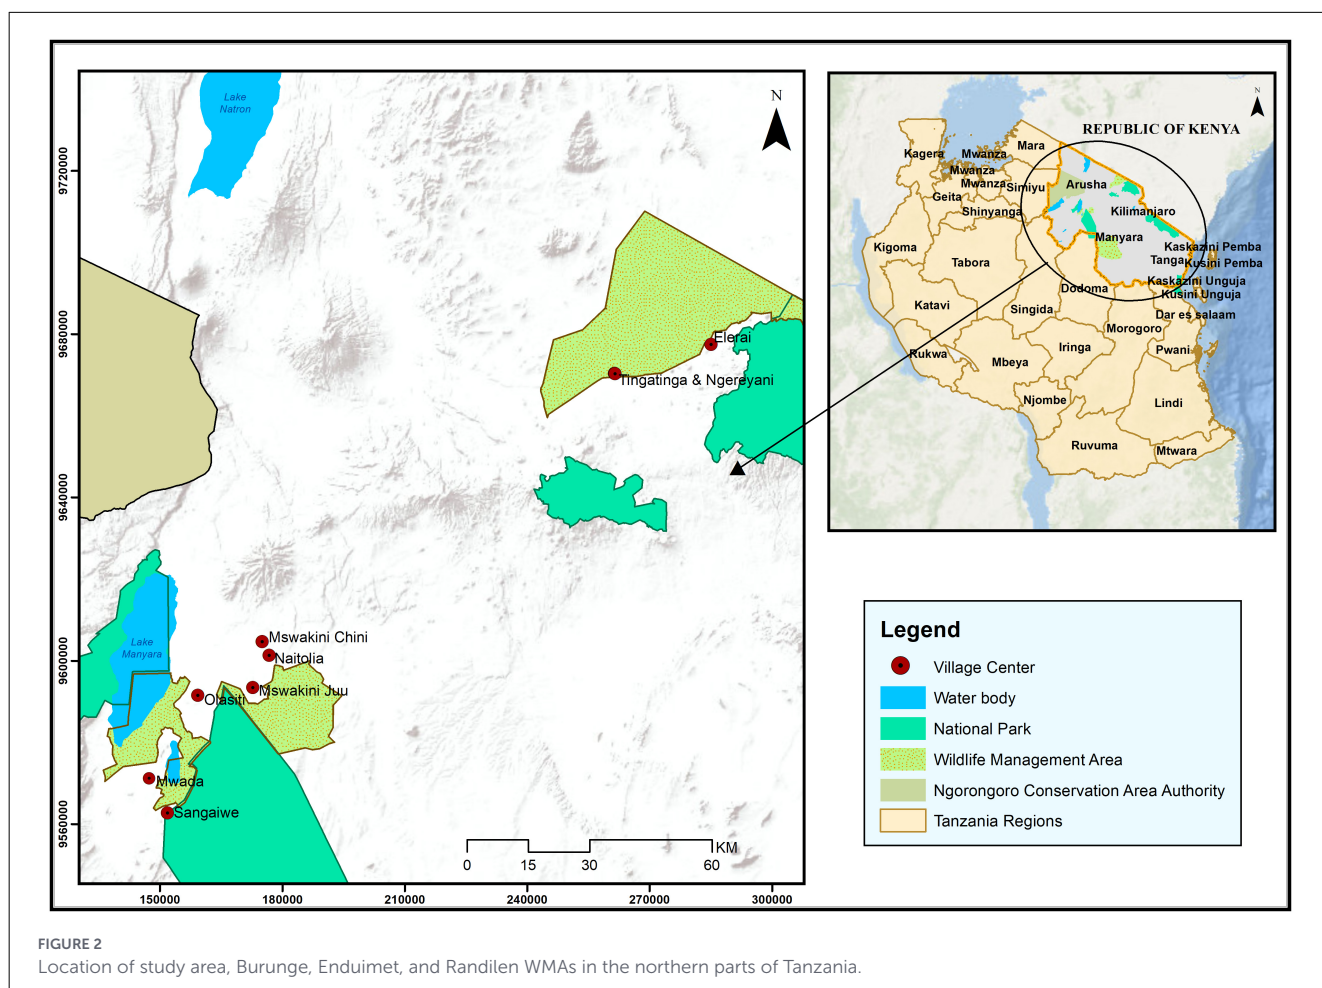 Lake
Natron
N
9720000
9680000
9640000
9600000
9560000
Elerai
Tingatinga & Ngereyani
Lake
Manyara
Mswakini Chini
Naitolia
Mswakini Juu
Olasiti
Mwada
Sangaiwe
KM
0 15 30 60
150000 180000 210000 240000 270000 300000
N
REPUBLIC OF KENYA
Kagera
Mwanza
Mara
Mwanza
Mwanza
Simiyu
Arusha
Geita
Shinyanga
Kilimanjaro
Kigoma
Manyara
Kaskazini Pemba
Tabora
Tanga
Kusini Pemba
Kaskazini Unguja
Dodoma
Kusini Unguja
Katavi
Singida
Dar es salaam
Morogoro
Rukwa
Iringa
Pwani
Mbeya
Njombe
Lindi
Ruvuma
Mtwara
Legend
Village Center
Water body
National Park
Wildlife Management Area
Ngorongoro Conservation Area Authority
Tanzania Regions
FIGURE 2
Location of study area, Burunge, Enduimet, and Randilen WMAs in the northern parts of Tanzania.